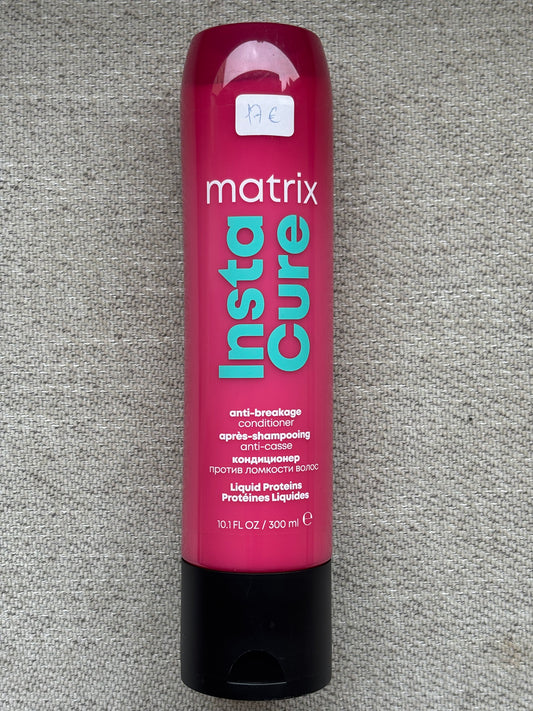 17 €
matrix
Insta
Cure
anti-breakage
conditioner
après-shampooing
anti-casse
кондиционер
против ломкости волос
Liquid Proteins
Protéines Liquides
10.1 FL OZ / 300 ml ℮